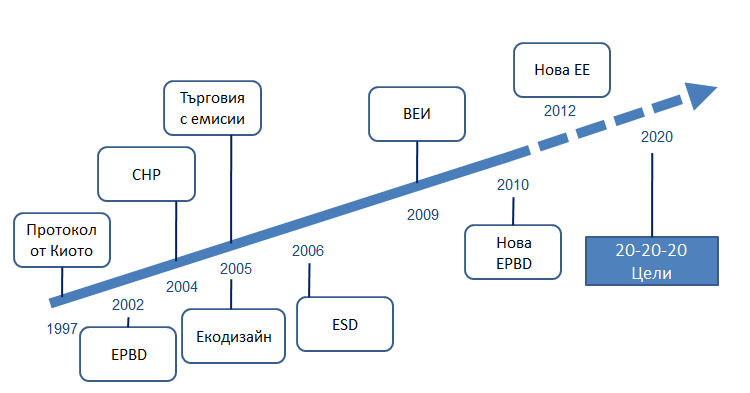 Нова ЕЕ
2012
Търговия
с емисии
ВЕИ
2020
CHP
2010
2009
Протокол
от Киото
Нова
EPBD
20-20-20
Цели
2006
2005
2004
2002
1997
Екодизайн
ESD
EPBD